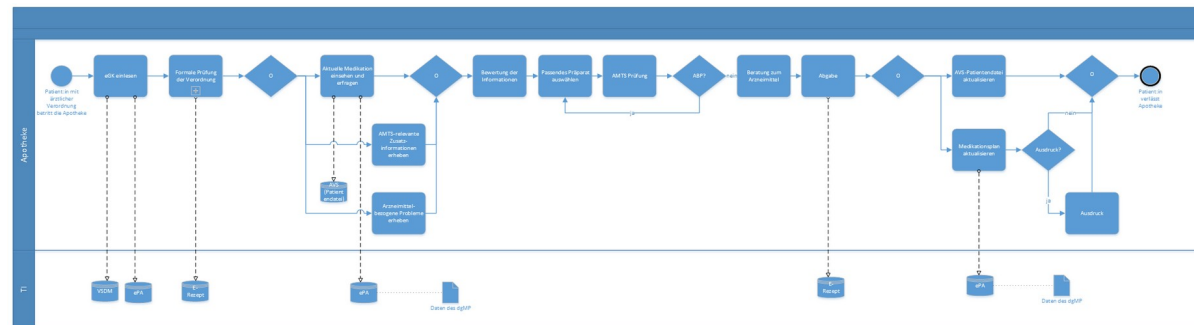 Apotheke
TI
Patient:in mit
ärztlicher
Verordnung
betritt die Apotheke
eGK einlesen
Formale Prüfung
der Verordnung
O
Aktuelle Medikation
einsehen und
erfragen
AMTS-relevante
Zusatz-
informationen
erheben
Arzneimittel-
bezogene Probleme
erheben
AVS
(Patient
endatei)
O
Bewertung der
Informationen
Passendes Präparat
auswählen
AMTS Prüfung
ABP?
nein
ja
Beratung zum
Arzneimittel
Abgabe
O
AVS-Patientendatei
aktualisieren
Medikationsplan
aktualisieren
Ausdruck?
nein
ja
Ausdruck
O
Patient:in
verlässt
Apotheke
VSDM
ePA
E-
Rezept
ePA
Daten des dgMP
E-
Rezept
ePA
Daten des dgMP